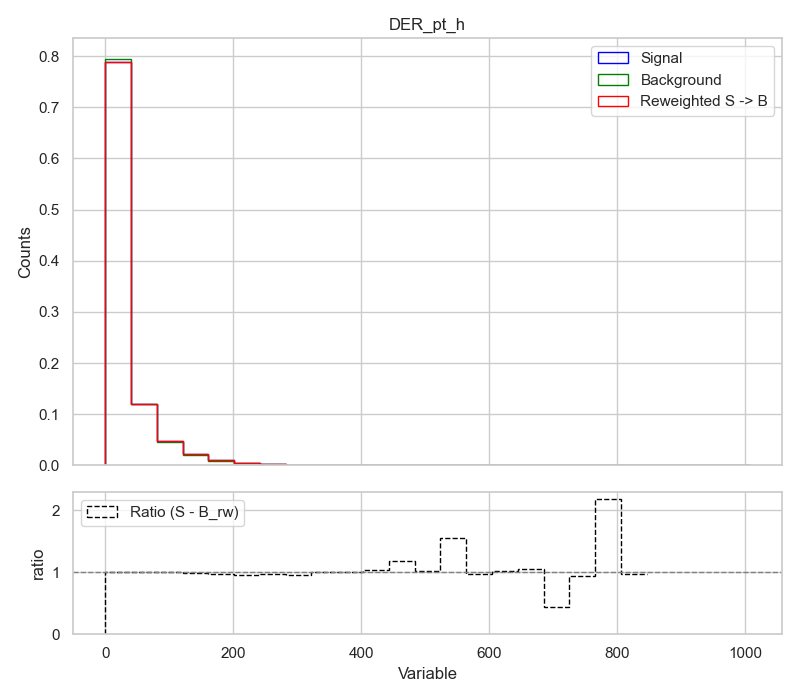 DER_pt_h
Signal
Background
Reweighted S -> B
Counts
0.8
0.7
0.6
0.5
0.4
0.3
0.2
0.1
0.0
Ratio (S - B_rw)
ratio
2
1
0
0 200 400 600 800 1000
Variable